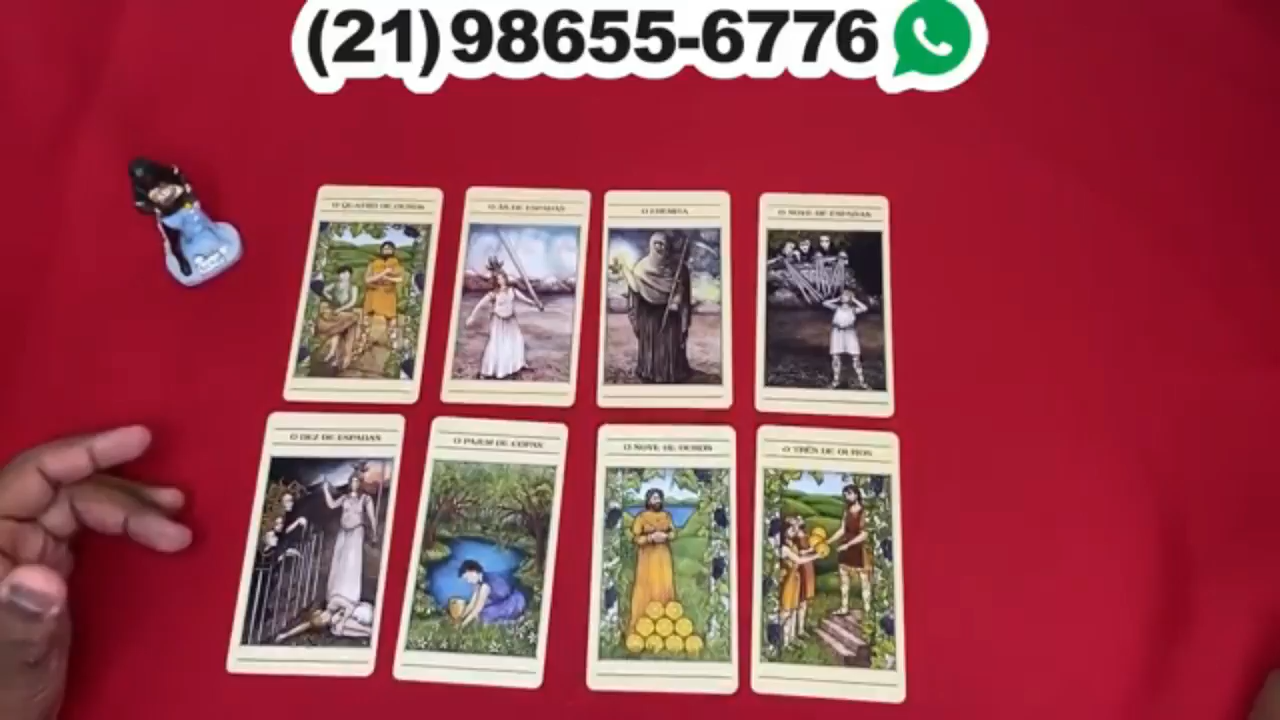 (21)98655-6776
O QUATRO DE OUROS
O ÁS DE ESPADAS
O EREMITA
O NOVE DE ESPADAS
O DEZ DE ESPADAS
O PAJEM DE COPAS
O NOVE DE OUROS
O TRÊS DE OUROS